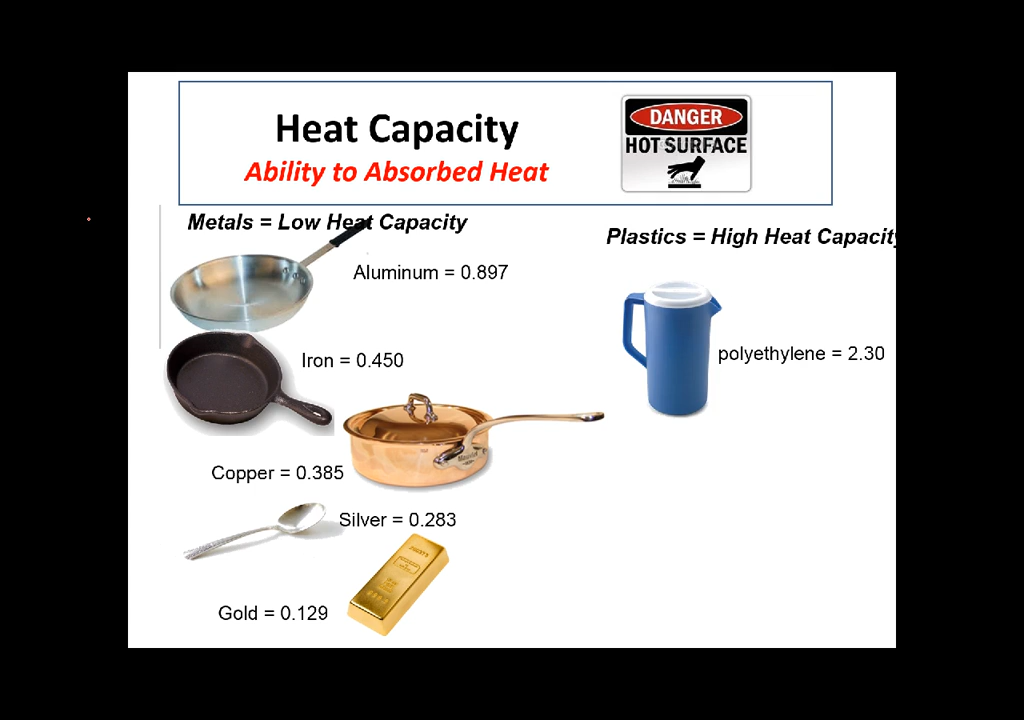 Heat Capacity
Ability to Absorbed Heat
DANGER
HOT SURFACE
Metals = Low Heat Capacity
Plastics = High Heat Capacity
Aluminum = 0.897
Iron = 0.450
polyethylene = 2.30
Copper = 0.385
Silver = 0.283
Gold = 0.129